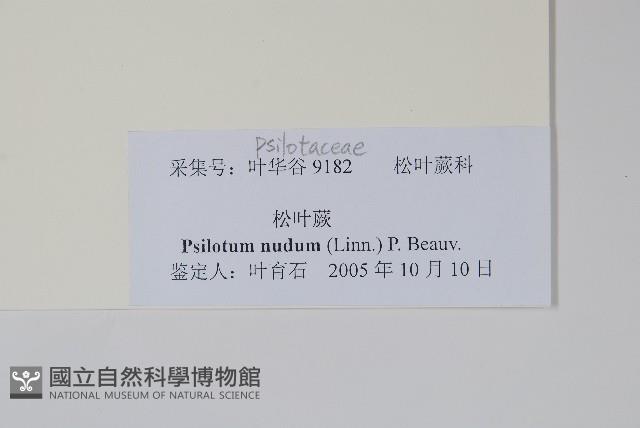 Psilotaceae
采集号：叶华谷 9182 松叶蕨科
松叶蕨
Psilotum nudum (Linn.) P. Beauv.
鉴定人：叶育石 2005 年 10 月 10 日
國立自然科學博物館
NATIONAL MUSEUM OF NATURAL SCIENCE